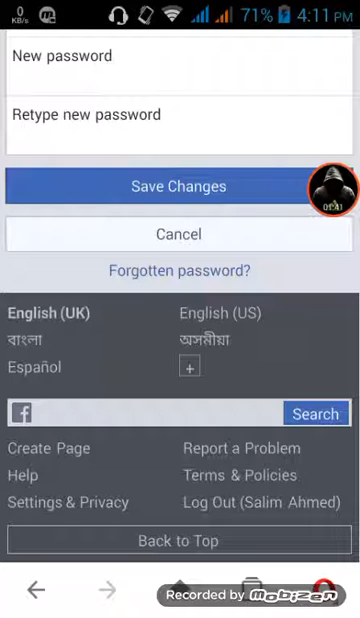 0
KB/s
71%
4:11 PM
New password
Retype new password
Save Changes
01:41
Cancel
Forgotten password?
English (UK)
English (US)
বাংলা
অসমীয়া
Español
+
f
Search
Create Page
Report a Problem
Help
Terms & Policies
Settings & Privacy
Log Out (Salim Ahmed)
Back to Top
Recorded by Mobizen